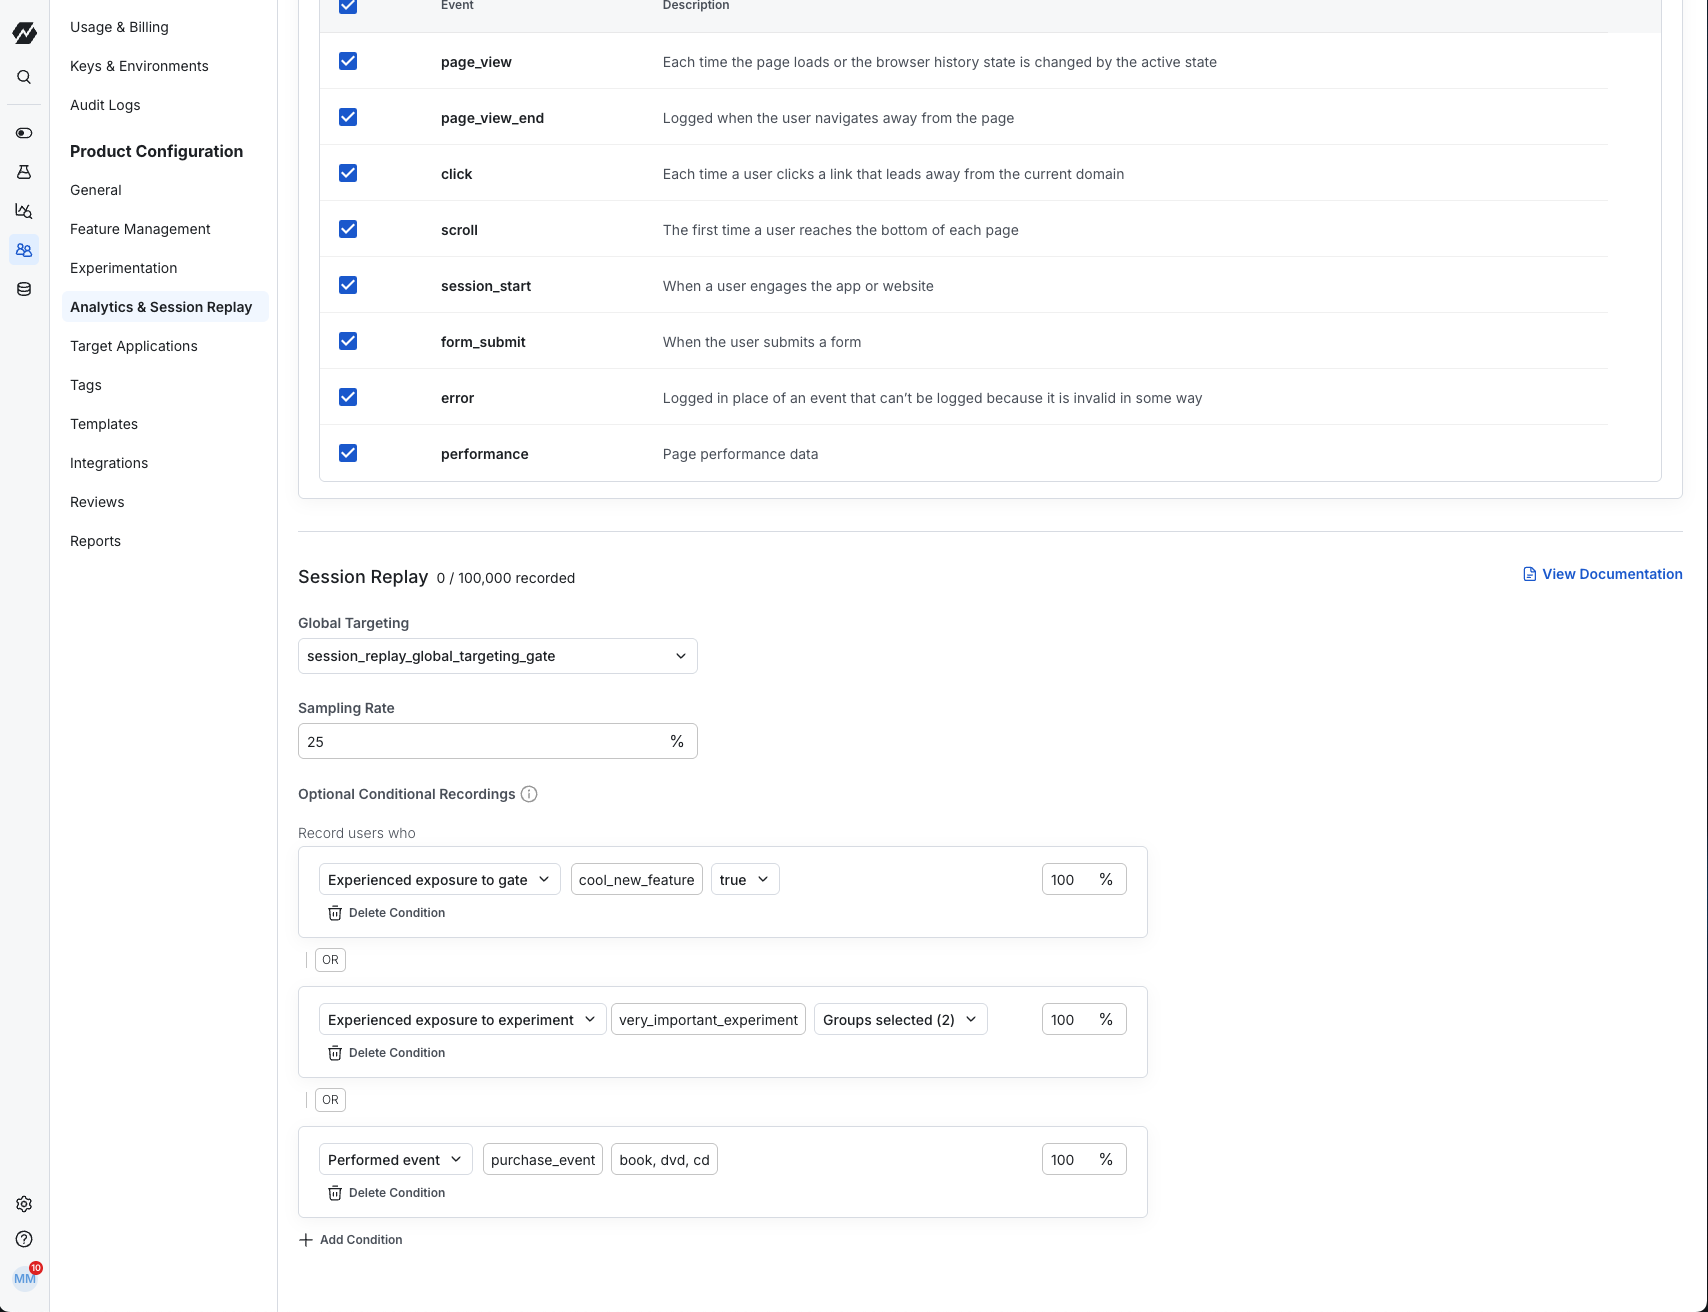 Usage & Billing
Keys & Environments
Audit Logs
Product Configuration
General
Feature Management
Experimentation
Analytics & Session Replay
Target Applications
Tags
Templates
Integrations
Reviews
Reports
MM
10
Event Description
page_view Each time the page loads or the browser history state is changed by the active state
page_view_end Logged when the user navigates away from the page
click Each time a user clicks a link that leads away from the current domain
scroll The first time a user reaches the bottom of each page
session_start When a user engages the app or website
form_submit When the user submits a form
error Logged in place of an event that can't be logged because it is invalid in some way
performance Page performance data
Session Replay 0 / 100,000 recorded
View Documentation
Global Targeting
session_replay_global_targeting_gate
Sampling Rate
25 %
Optional Conditional Recordings
Record users who
Experienced exposure to gate cool_new_feature true 100 %
Delete Condition
OR
Experienced exposure to experiment very_important_experiment Groups selected (2) 100 %
Delete Condition
OR
Performed event purchase_event book, dvd, cd 100 %
Delete Condition
Add Condition